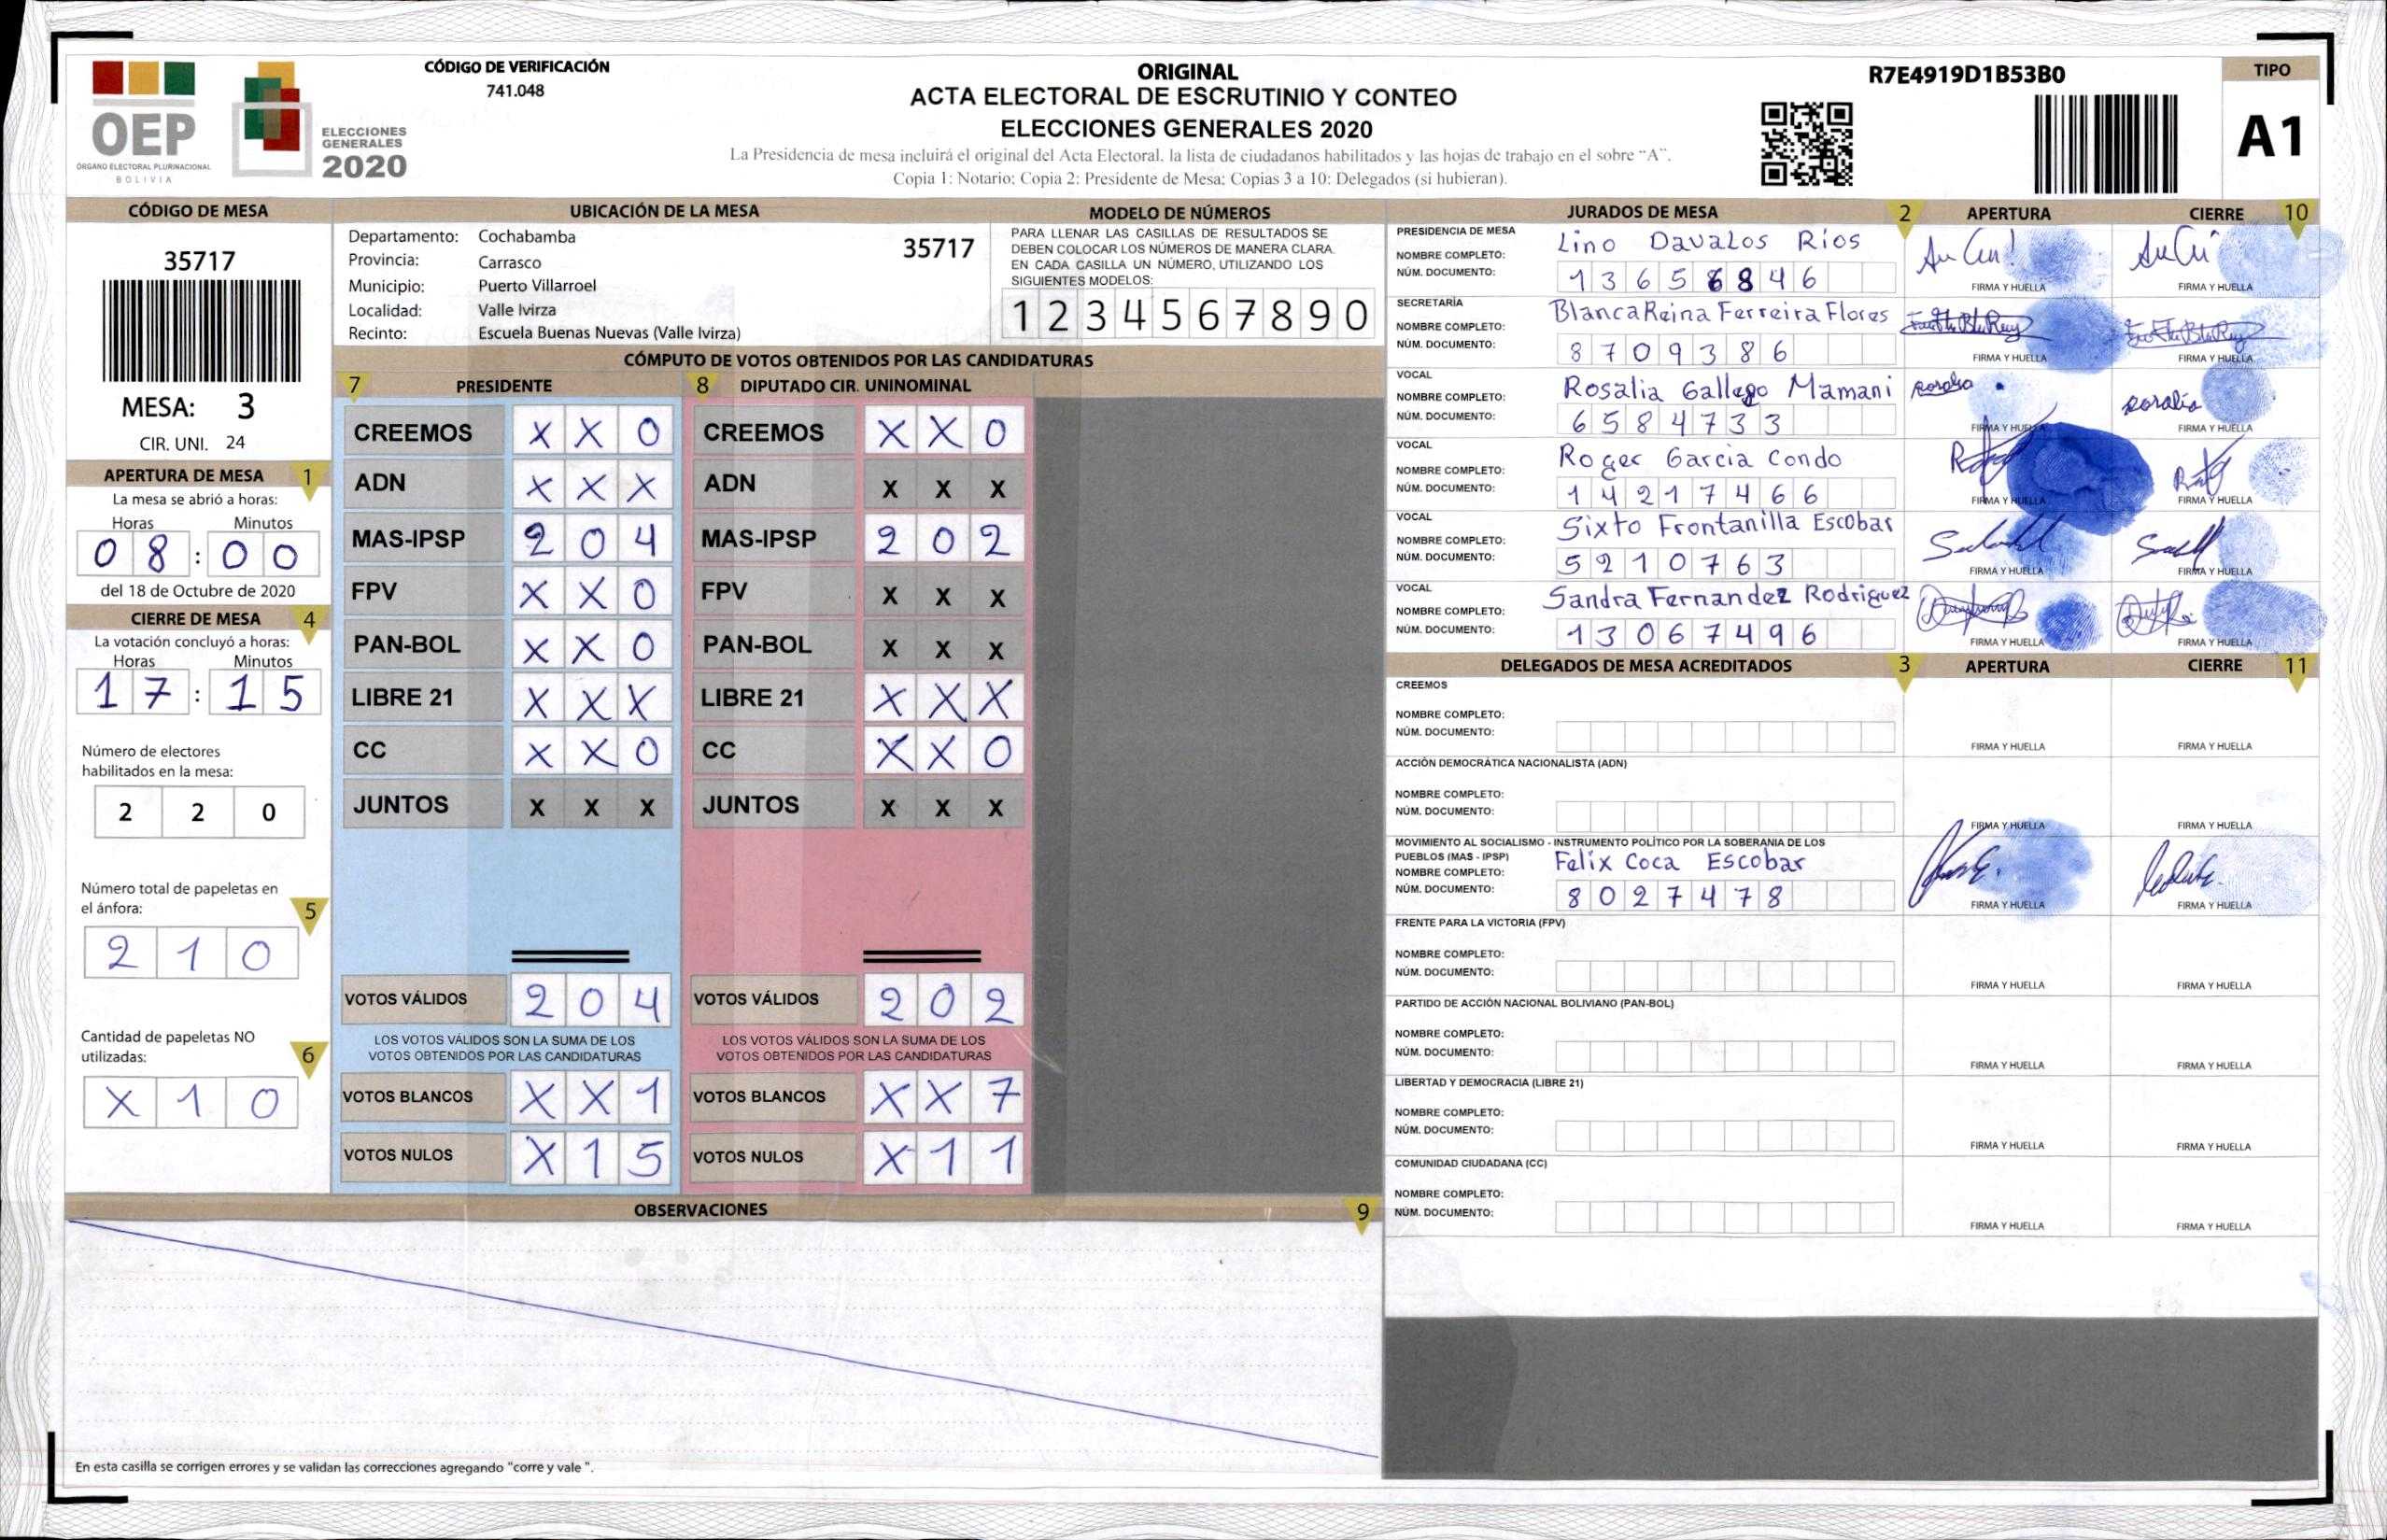 OEP
ÓRGANO ELECTORAL PLURINACIONAL
BOLIVIA
ELECCIONES
GENERALES
2020
CÓDIGO DE VERIFICACIÓN
741.048
ORIGINAL
ACTA ELECTORAL DE ESCRUTINIO Y CONTEO
ELECCIONES GENERALES 2020
La Presidencia de mesa incluirá el original del Acta Electoral, la lista de ciudadanos habilitados y las hojas de trabajo en el sobre "A".
Copia 1: Notario; Copia 2: Presidente de Mesa; Copias 3 a 10: Delegados (si hubieran).
R7E4919D1B53B0
TIPO
A1
CÓDIGO DE MESA
35717
MESA: 3
CIR. UNI. 24
APERTURA DE MESA 1
La mesa se abrió a horas:
Horas Minutos
0 8 : 0 0
del 18 de Octubre de 2020
CIERRE DE MESA 4
La votación concluyó a horas:
Horas Minutos
1 7 : 1 5
Número de electores
habilitados en la mesa:
2 2 0
Número total de papeletas en
el ánfora: 5
2 1 0
Cantidad de papeletas NO
utilizadas: 6
X 1 0
UBICACIÓN DE LA MESA
Departamento: Cochabamba
35717
Provincia: Carrasco
Municipio: Puerto Villarroel
Localidad: Valle Ivirza
Recinto: Escuela Buenas Nuevas (Valle Ivirza)
MODELO DE NÚMEROS
PARA LLENAR LAS CASILLAS DE RESULTADOS SE
DEBEN COLOCAR LOS NÚMEROS DE MANERA CLARA.
EN CADA CASILLA UN NÚMERO, UTILIZANDO LOS
SIGUIENTES MODELOS:
1 2 3 4 5 6 7 8 9 0
CÓMPUTO DE VOTOS OBTENIDOS POR LAS CANDIDATURAS
7 PRESIDENTE 8 DIPUTADO CIR. UNINOMINAL
CREEMOS X X 0 CREEMOS X X 0
ADN X X X ADN X X X
MAS-IPSP 2 0 4 MAS-IPSP 2 0 2
FPV X X 0 FPV X X X
PAN-BOL X X 0 PAN-BOL X X X
LIBRE 21 X X X LIBRE 21 X X X
CC X X 0 CC X X 0
JUNTOS X X X JUNTOS X X X
VOTOS VÁLIDOS 2 0 4 VOTOS VÁLIDOS 2 0 2
LOS VOTOS VÁLIDOS SON LA SUMA DE LOS LOS VOTOS VÁLIDOS SON LA SUMA DE LOS
VOTOS OBTENIDOS POR LAS CANDIDATURAS VOTOS OBTENIDOS POR LAS CANDIDATURAS
VOTOS BLANCOS X X 1 VOTOS BLANCOS X X 7
VOTOS NULOS X 1 5 VOTOS NULOS X 1 1
OBSERVACIONES 9
En esta casilla se corrigen errores y se validan las correcciones agregando "corre y vale ".
JURADOS DE MESA 2 APERTURA CIERRE 10
PRESIDENCIA DE MESA
NOMBRE COMPLETO: Lino Davalos Ríos
NÚM. DOCUMENTO: 1 3 6 5 6 8 4 6
FIRMA Y HUELLA FIRMA Y HUELLA
SECRETARÍA
NOMBRE COMPLETO: Blanca Reina Ferreira Flores
NÚM. DOCUMENTO: 8 7 0 9 3 8 6
FIRMA Y HUELLA FIRMA Y HUELLA
VOCAL
NOMBRE COMPLETO: Rosalia Gallego Mamani
Rosalia rosalia
NÚM. DOCUMENTO: 6 5 8 4 7 3 3
FIRMA Y HUELLA FIRMA Y HUELLA
VOCAL
NOMBRE COMPLETO: Roger Garcia Condo
NÚM. DOCUMENTO: 1 4 2 1 7 4 6 6
FIRMA Y HUELLA FIRMA Y HUELLA
VOCAL
NOMBRE COMPLETO: Sixto Frontanilla Escobar
NÚM. DOCUMENTO: 5 2 1 0 7 6 3
FIRMA Y HUELLA FIRMA Y HUELLA
VOCAL
NOMBRE COMPLETO: Sandra Fernandez Rodriguez
NÚM. DOCUMENTO: 1 3 0 6 7 4 9 6
FIRMA Y HUELLA FIRMA Y HUELLA
DELEGADOS DE MESA ACREDITADOS 3 APERTURA CIERRE 11
CREEMOS
NOMBRE COMPLETO:
NÚM. DOCUMENTO:
FIRMA Y HUELLA FIRMA Y HUELLA
ACCIÓN DEMOCRÁTICA NACIONALISTA (ADN)
NOMBRE COMPLETO:
NÚM. DOCUMENTO:
FIRMA Y HUELLA FIRMA Y HUELLA
MOVIMIENTO AL SOCIALISMO - INSTRUMENTO POLÍTICO POR LA SOBERANIA DE LOS
PUEBLOS (MAS - IPSP)
NOMBRE COMPLETO: Felix Coca Escobar
NÚM. DOCUMENTO: 8 0 2 7 4 7 8
FIRMA Y HUELLA FIRMA Y HUELLA
FRENTE PARA LA VICTORIA (FPV)
NOMBRE COMPLETO:
NÚM. DOCUMENTO:
FIRMA Y HUELLA FIRMA Y HUELLA
PARTIDO DE ACCIÓN NACIONAL BOLIVIANO (PAN-BOL)
NOMBRE COMPLETO:
NÚM. DOCUMENTO:
FIRMA Y HUELLA FIRMA Y HUELLA
LIBERTAD Y DEMOCRACIA (LIBRE 21)
NOMBRE COMPLETO:
NÚM. DOCUMENTO:
FIRMA Y HUELLA FIRMA Y HUELLA
COMUNIDAD CIUDADANA (CC)
NOMBRE COMPLETO:
NÚM. DOCUMENTO:
FIRMA Y HUELLA FIRMA Y HUELLA